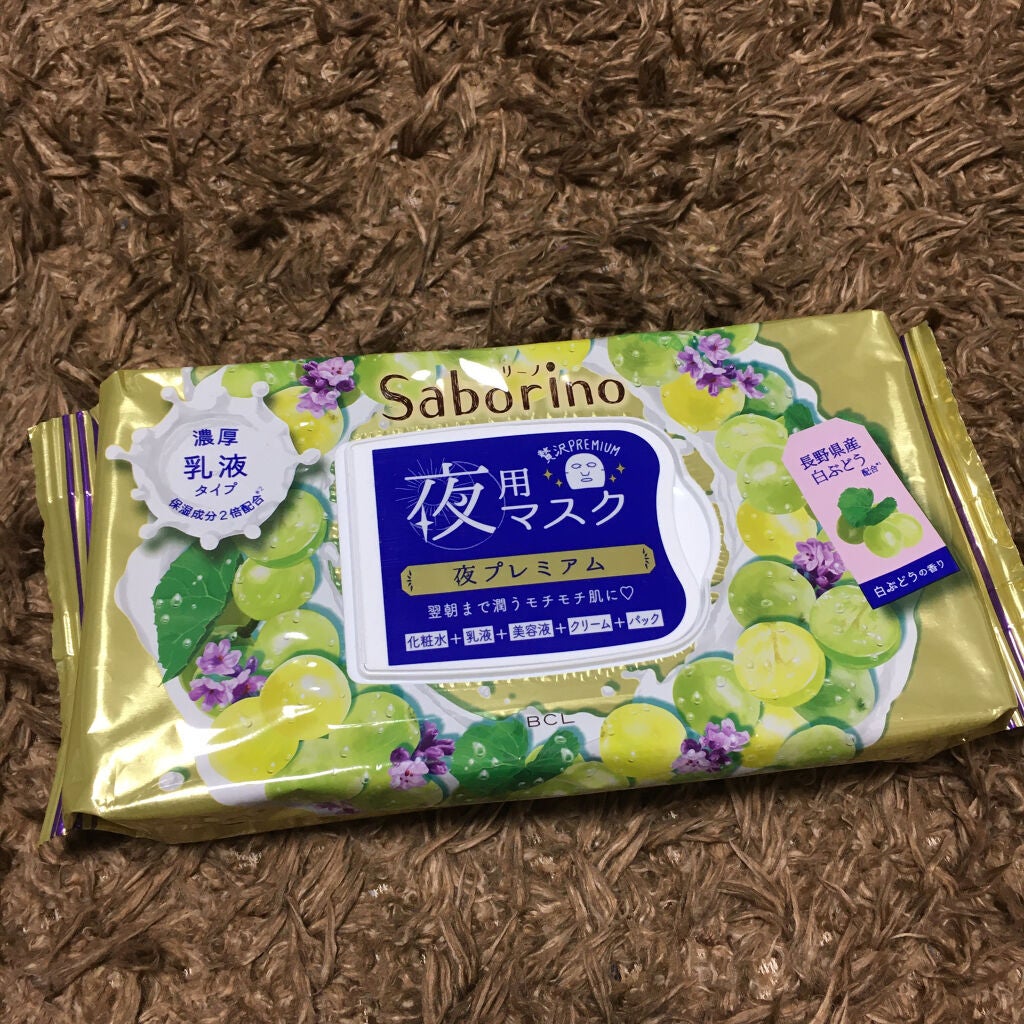 リーノ
Saborino
濃厚
乳液
タイプ
保湿成分2倍配合*2
贅沢PREMIUM
夜用
マスク
夜プレミアム
翌朝まで潤うモチモチ肌に♡
化粧水+乳液+美容液+クリーム+パック
長野県産
白ぶどう
配合*1
白ぶどうの香り
BCL